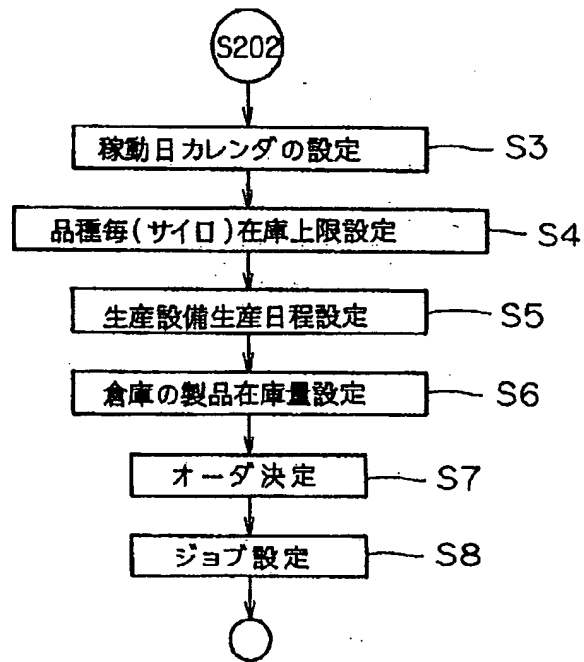 S202
稼動日カレンダの設定 S3
品種毎(サイロ)在庫上限設定 S4
生産設備生産日程設定 S5
倉庫の製品在庫量設定 S6
オーダ決定 S7
ジョブ設定 S8